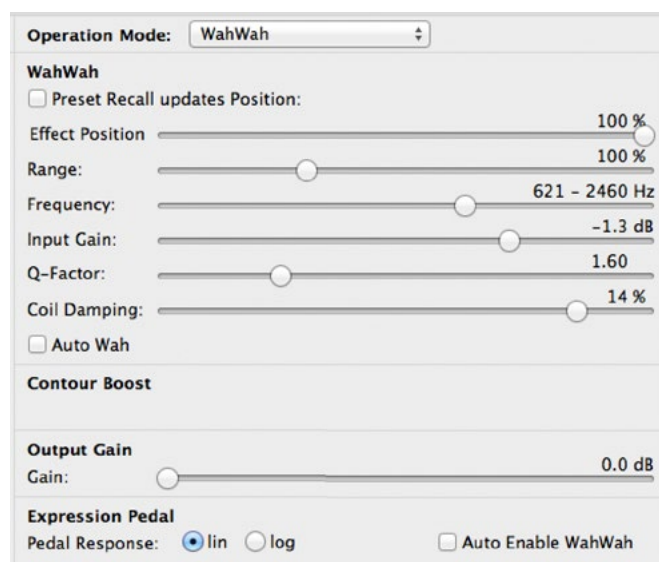 Operation Mode: WahWah
WahWah
Preset Recall updates Position:
Effect Position 100 %
Range: 100 %
Frequency: 621 – 2460 Hz
Input Gain: –1.3 dB
Q-Factor: 1.60
Coil Damping: 14 %
Auto Wah
Contour Boost
Output Gain
Gain: 0.0 dB
Expression Pedal
Pedal Response: lin log Auto Enable WahWah